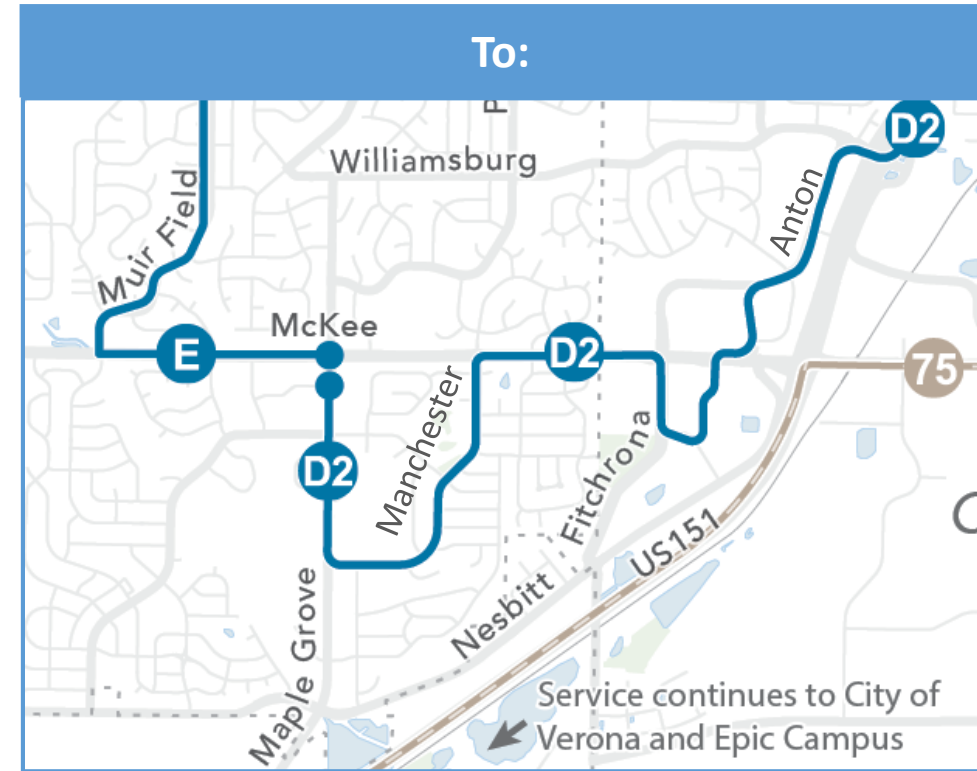 To:
P
D2
Williamsburg
Anton
Muir Field
McKee
E
D2
75
Manchester
D2
Fitchrona
US151
Nesbitt
Maple Grove
Service continues to City of
Verona and Epic Campus